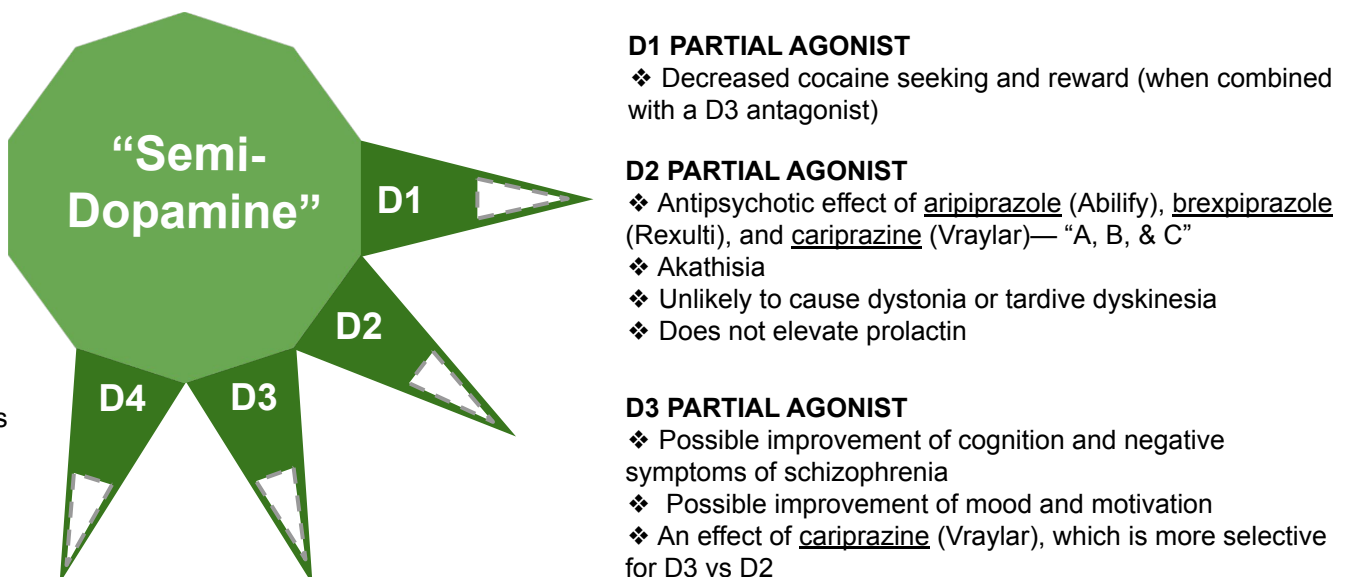 “Semi-
Dopamine”
D1
D2
D3
D4
s
D1 PARTIAL AGONIST
❖ Decreased cocaine seeking and reward (when combined
with a D3 antagonist)
D2 PARTIAL AGONIST
❖ Antipsychotic effect of aripiprazole (Abilify), brexpiprazole
(Rexulti), and cariprazine (Vraylar)— “A, B, & C”
❖ Akathisia
❖ Unlikely to cause dystonia or tardive dyskinesia
❖ Does not elevate prolactin
D3 PARTIAL AGONIST
❖ Possible improvement of cognition and negative
symptoms of schizophrenia
❖ Possible improvement of mood and motivation
❖ An effect of cariprazine (Vraylar), which is more selective
for D3 vs D2